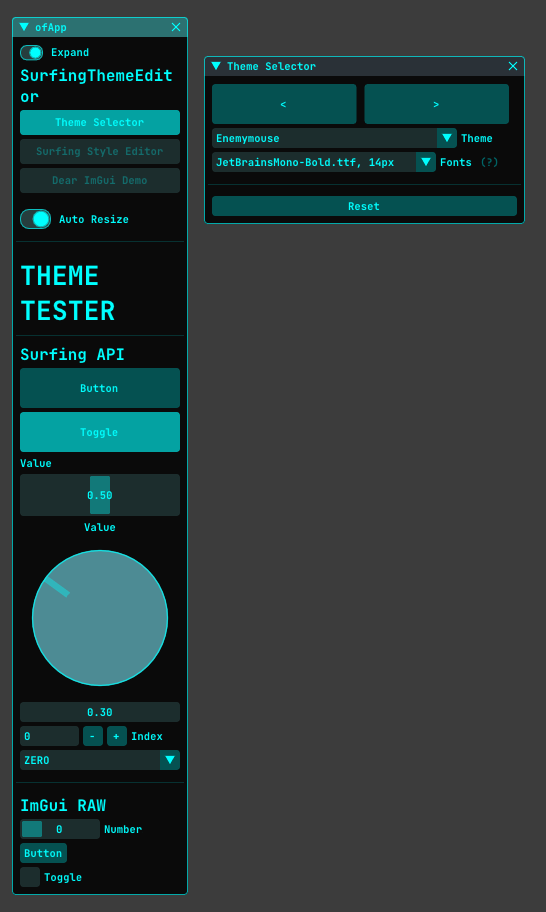 ofApp
Expand
SurfingThemeEdit
or
Theme Selector
Surfing Style Editor
Dear ImGui Demo
Auto Resize
THEME
TESTER
Surfing API
Button
Toggle
Value
0.50
Value
0.30
0 - + Index
ZERO
ImGui RAW
0 Number
Button
Toggle
Theme Selector
< >
Enemymouse Theme
JetBrainsMono-Bold.ttf, 14px Fonts (?)
Reset